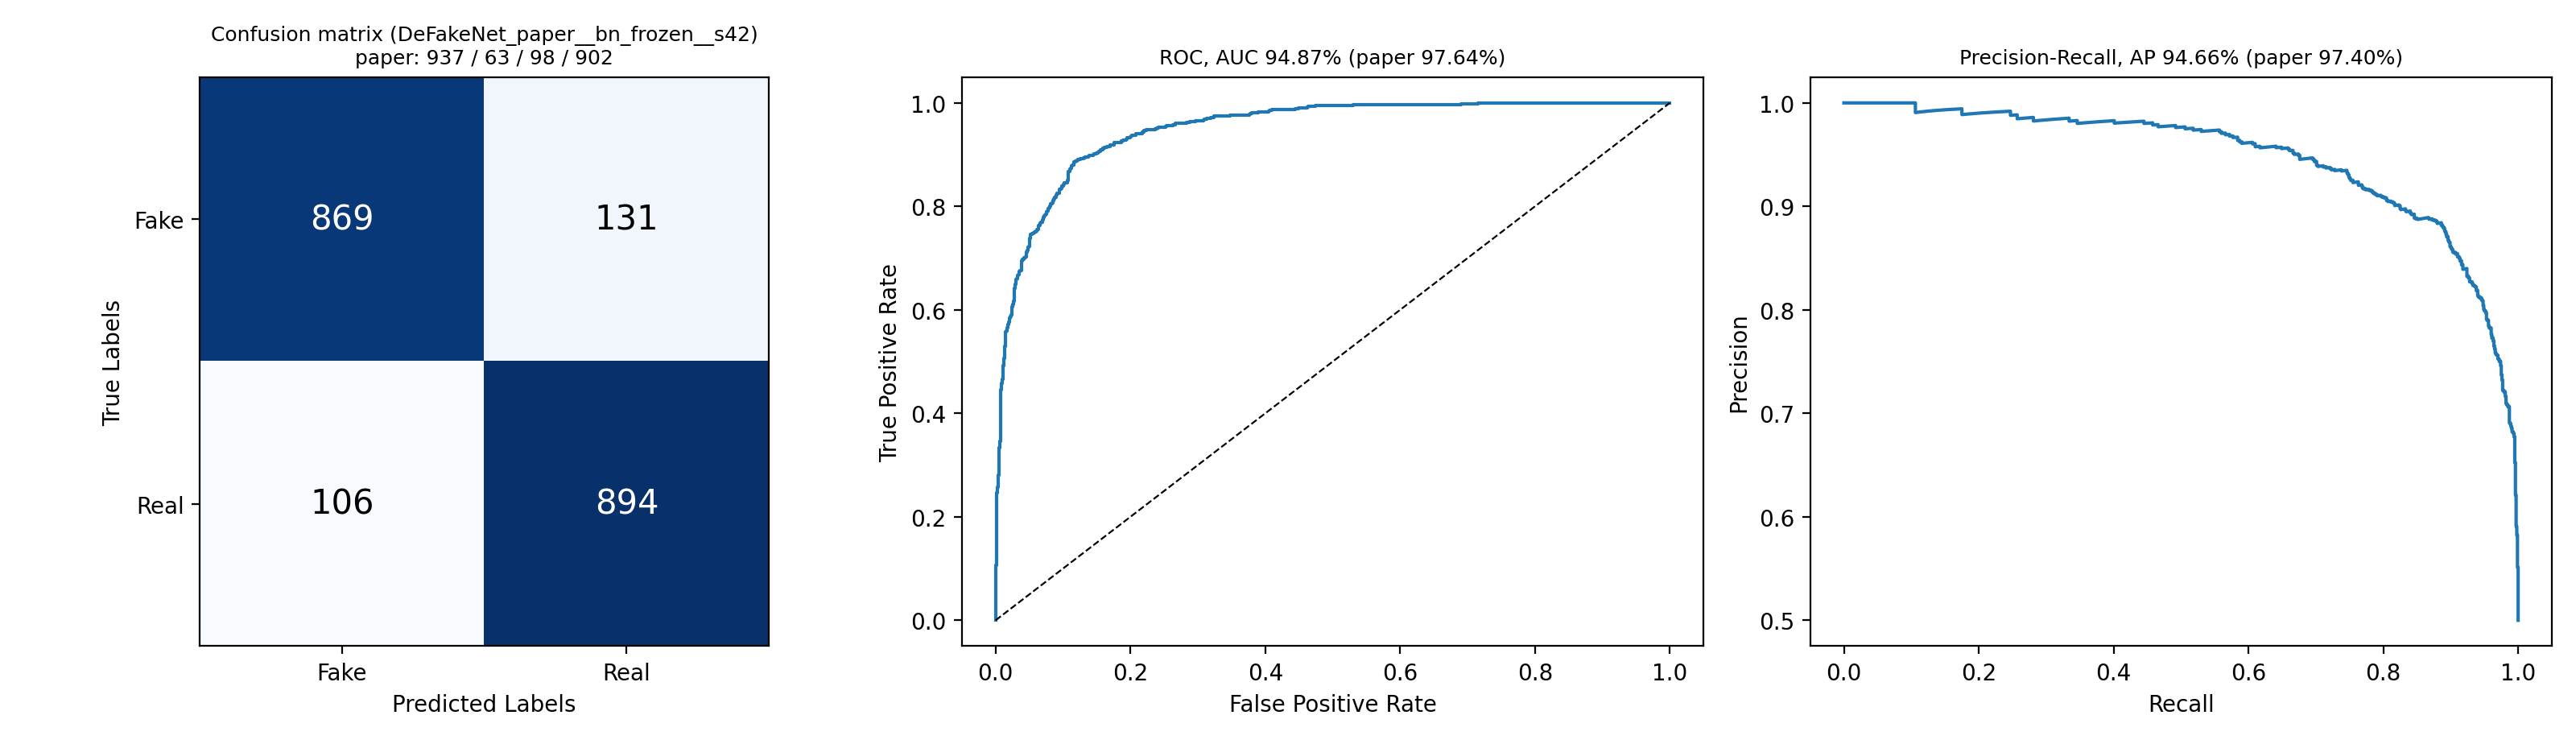 Confusion matrix (DeFakeNet_paper__bn_frozen__s42)
paper: 937 / 63 / 98 / 902
True Labels
Fake
Real
869
131
106
894
Fake
Real
Predicted Labels
ROC, AUC 94.87% (paper 97.64%)
True Positive Rate
1.0
0.8
0.6
0.4
0.2
0.0
0.0
0.2
0.4
0.6
0.8
1.0
False Positive Rate
Precision-Recall, AP 94.66% (paper 97.40%)
Precision
1.0
0.9
0.8
0.7
0.6
0.5
0.0
0.2
0.4
0.6
0.8
1.0
Recall